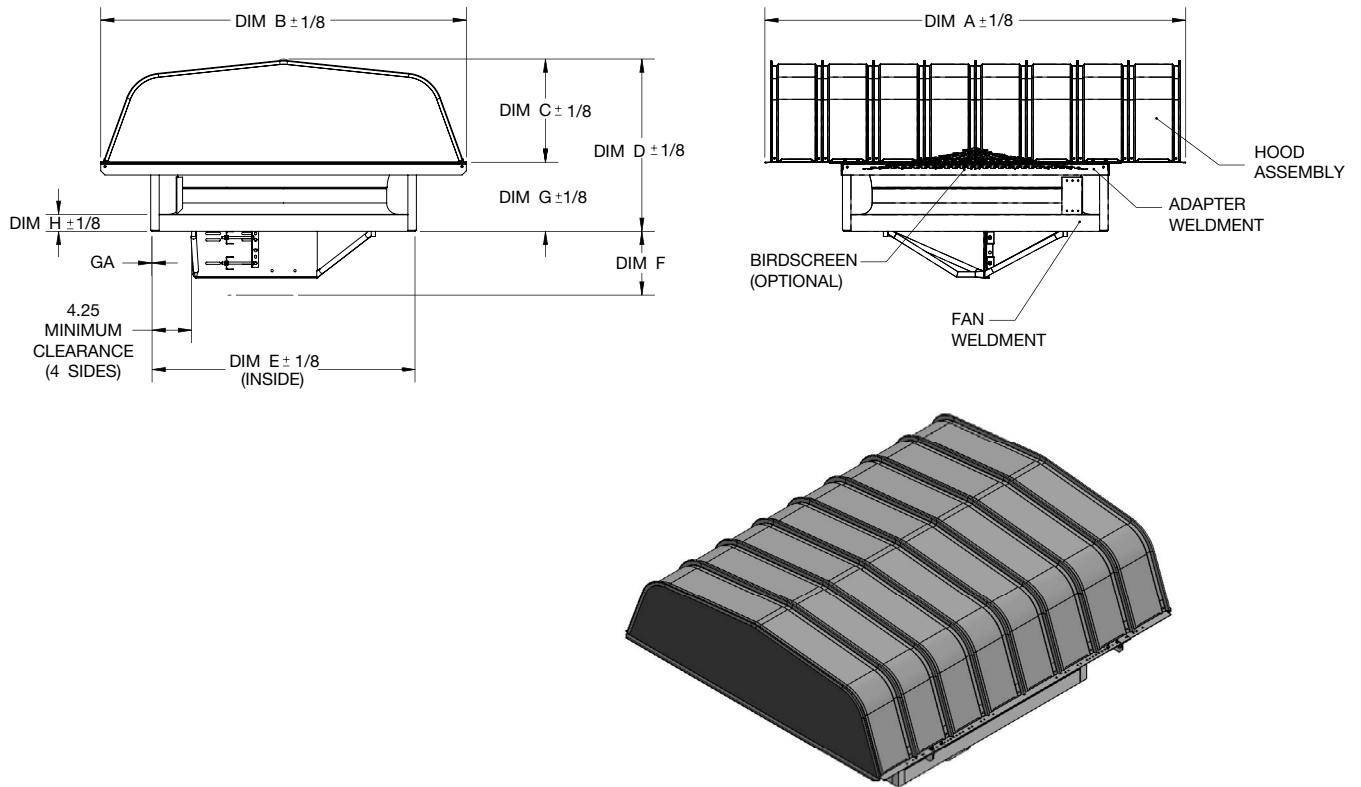 DIM B ± 1/8
DIM C ± 1/8
DIM D ± 1/8
DIM G ± 1/8
DIM H ± 1/8
GA
DIM F
4.25
MINIMUM
CLEARANCE
(4 SIDES)
DIM E ± 1/8
(INSIDE)
DIM A ± 1/8
HOOD
ASSEMBLY
ADAPTER
WELDMENT
BIRDSCREEN
(OPTIONAL)
FAN
WELDMENT